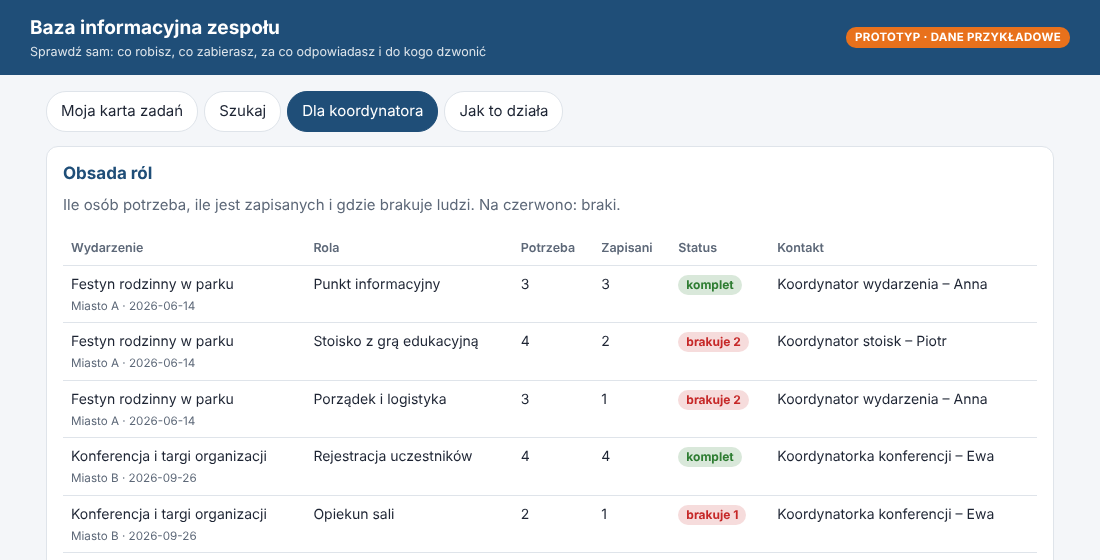 Baza informacyjna zespołu
Sprawdź sam: co robisz, co zabierasz, za co odpowiadasz i do kogo dzwonić
PROTOTYP · DANE PRZYKŁADOWE
Moja karta zadań Szukaj Dla koordynatora Jak to działa
Obsada ról
Ile osób potrzeba, ile jest zapisanych i gdzie brakuje ludzi. Na czerwono: braki.
Wydarzenie Rola Potrzeba Zapisani Status Kontakt
Festyn rodzinny w parku Punkt informacyjny 3 3 komplet Koordynator wydarzenia – Anna
Miasto A · 2026-06-14
Festyn rodzinny w parku Stoisko z grą edukacyjną 4 2 brakuje 2 Koordynator stoisk – Piotr
Miasto A · 2026-06-14
Festyn rodzinny w parku Porządek i logistyka 3 1 brakuje 2 Koordynator wydarzenia – Anna
Miasto A · 2026-06-14
Konferencja i targi organizacji Rejestracja uczestników 4 4 komplet Koordynatorka konferencji – Ewa
Miasto B · 2026-09-26
Konferencja i targi organizacji Opiekun sali 2 1 brakuje 1 Koordynatorka konferencji – Ewa
Miasto B · 2026-09-26